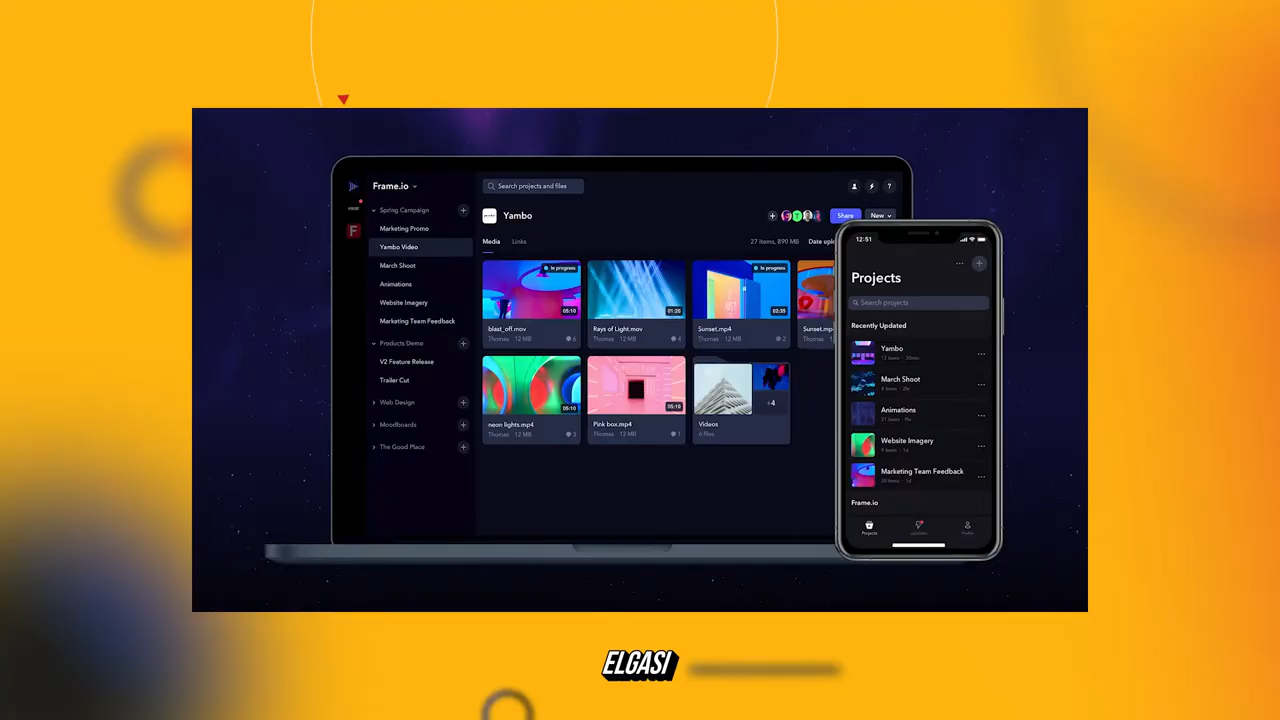 Frame.io
Search projects and files
Spring Campaign
Marketing Promo
Yambo Video
March Shoot
Animations
Website Imagery
Marketing Team Feedback
Products Demo
V2 Feature Release
Trailer Cut
Web Design
Moodboards
The Good Place
F
?
Yambo
Share
New
Media
Links
27 items, 890 MB
In progress
05:10
blast_off.mov
Thomas 12 MB
6
01:20
Rays of Light.mov
Thomas 12 MB
4
In progress
02:35
Sunset.mp4
Thomas 12 MB
2
05:10
neon lights.mp4
Thomas 12 MB
3
05:10
Pink box.mp4
Thomas 12 MB
1
+4
Videos
6 files
12:51
Projects
Search projects
Recently Updated
Yambo
March Shoot
Animations
Website Imagery
Marketing Team Feedback
Frame.io
Projects
Updates
Profile
ELGASI